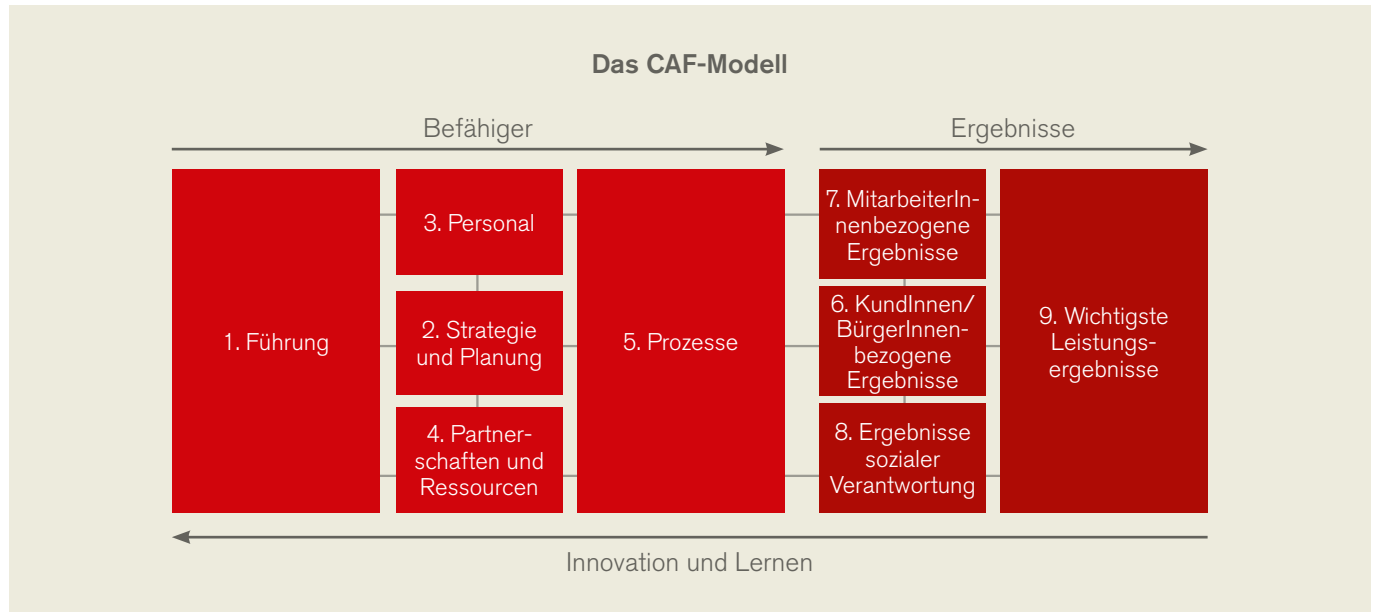 Das CAF-Modell
Befähiger
Ergebnisse
1. Führung
3. Personal
2. Strategie
und Planung
4. Partner-
schaften und
Ressourcen
5. Prozesse
7. MitarbeiterIn-
nenbezogene
Ergebnisse
6. KundInnen/
BürgerInnen-
bezogene
Ergebnisse
8. Ergebnisse
sozialer
Verantwortung
9. Wichtigste
Leistungs-
ergebnisse
Innovation und Lernen